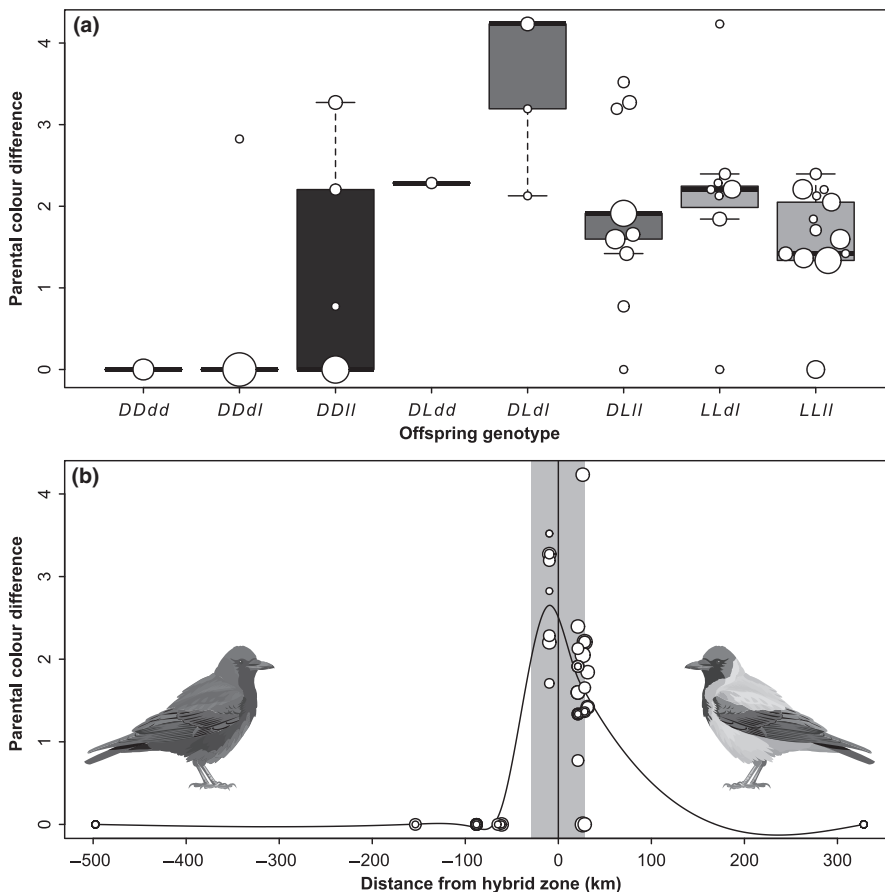 (a)
Parental colour difference
4
3
2
1
0
DDdd DDdl DDll DLdd DLdl DLll LLdl LLll
Offspring genotype
(b)
Parental colour difference
4
3
2
1
0
−500 −400 −300 −200 −100 0 100 200 300
Distance from hybrid zone (km)